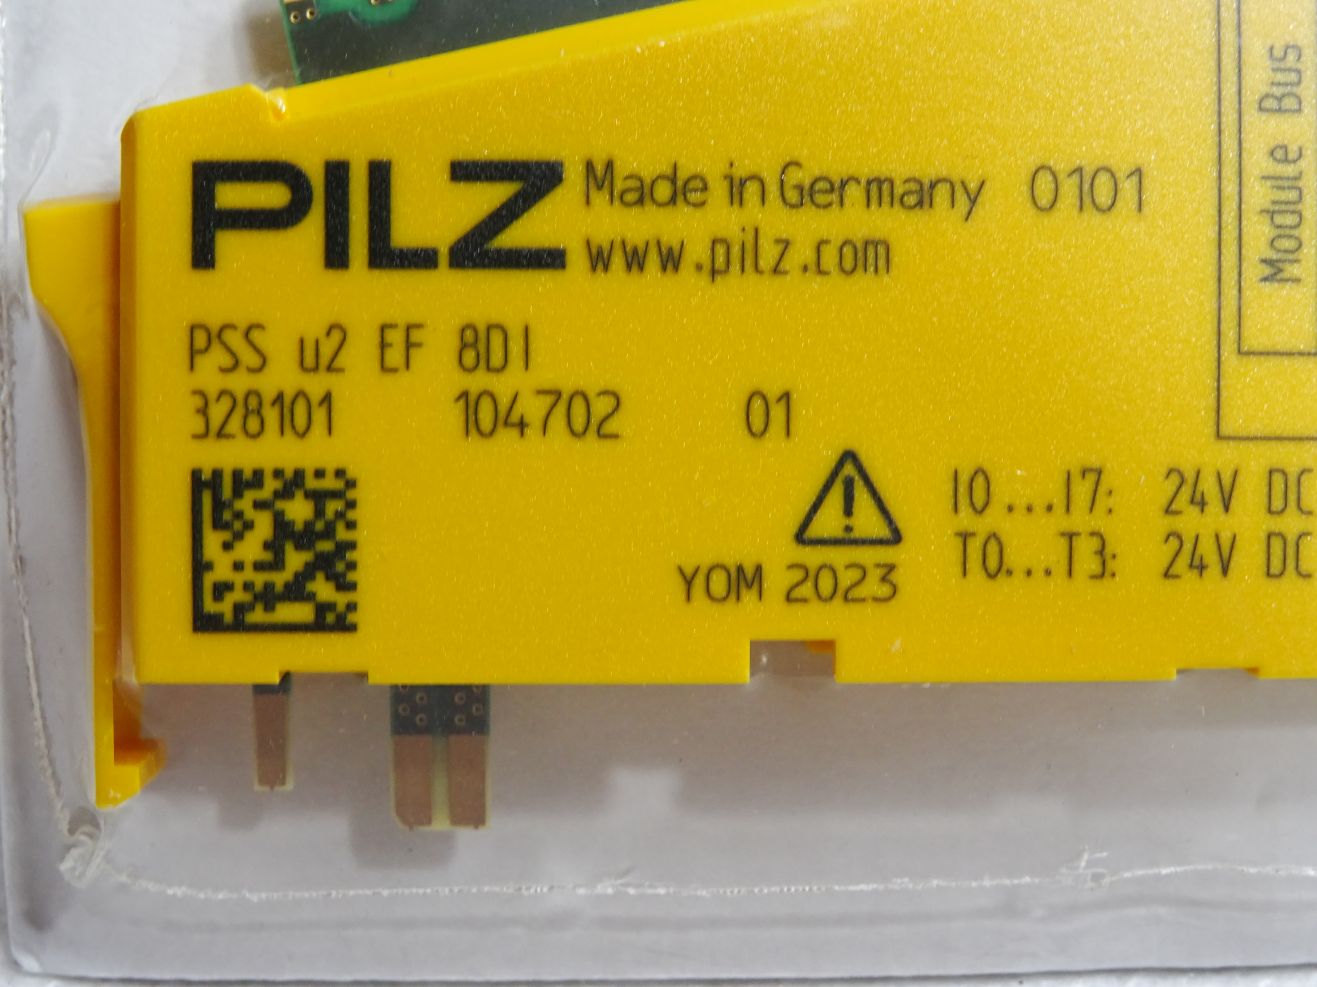 PILZ Made in Germany 0101
www.pilz.com
PSS u2 EF 8DI
328101 104702 01
I0...I7: 24V DC
T0...T3: 24V DC
YOM 2023
Module Bus